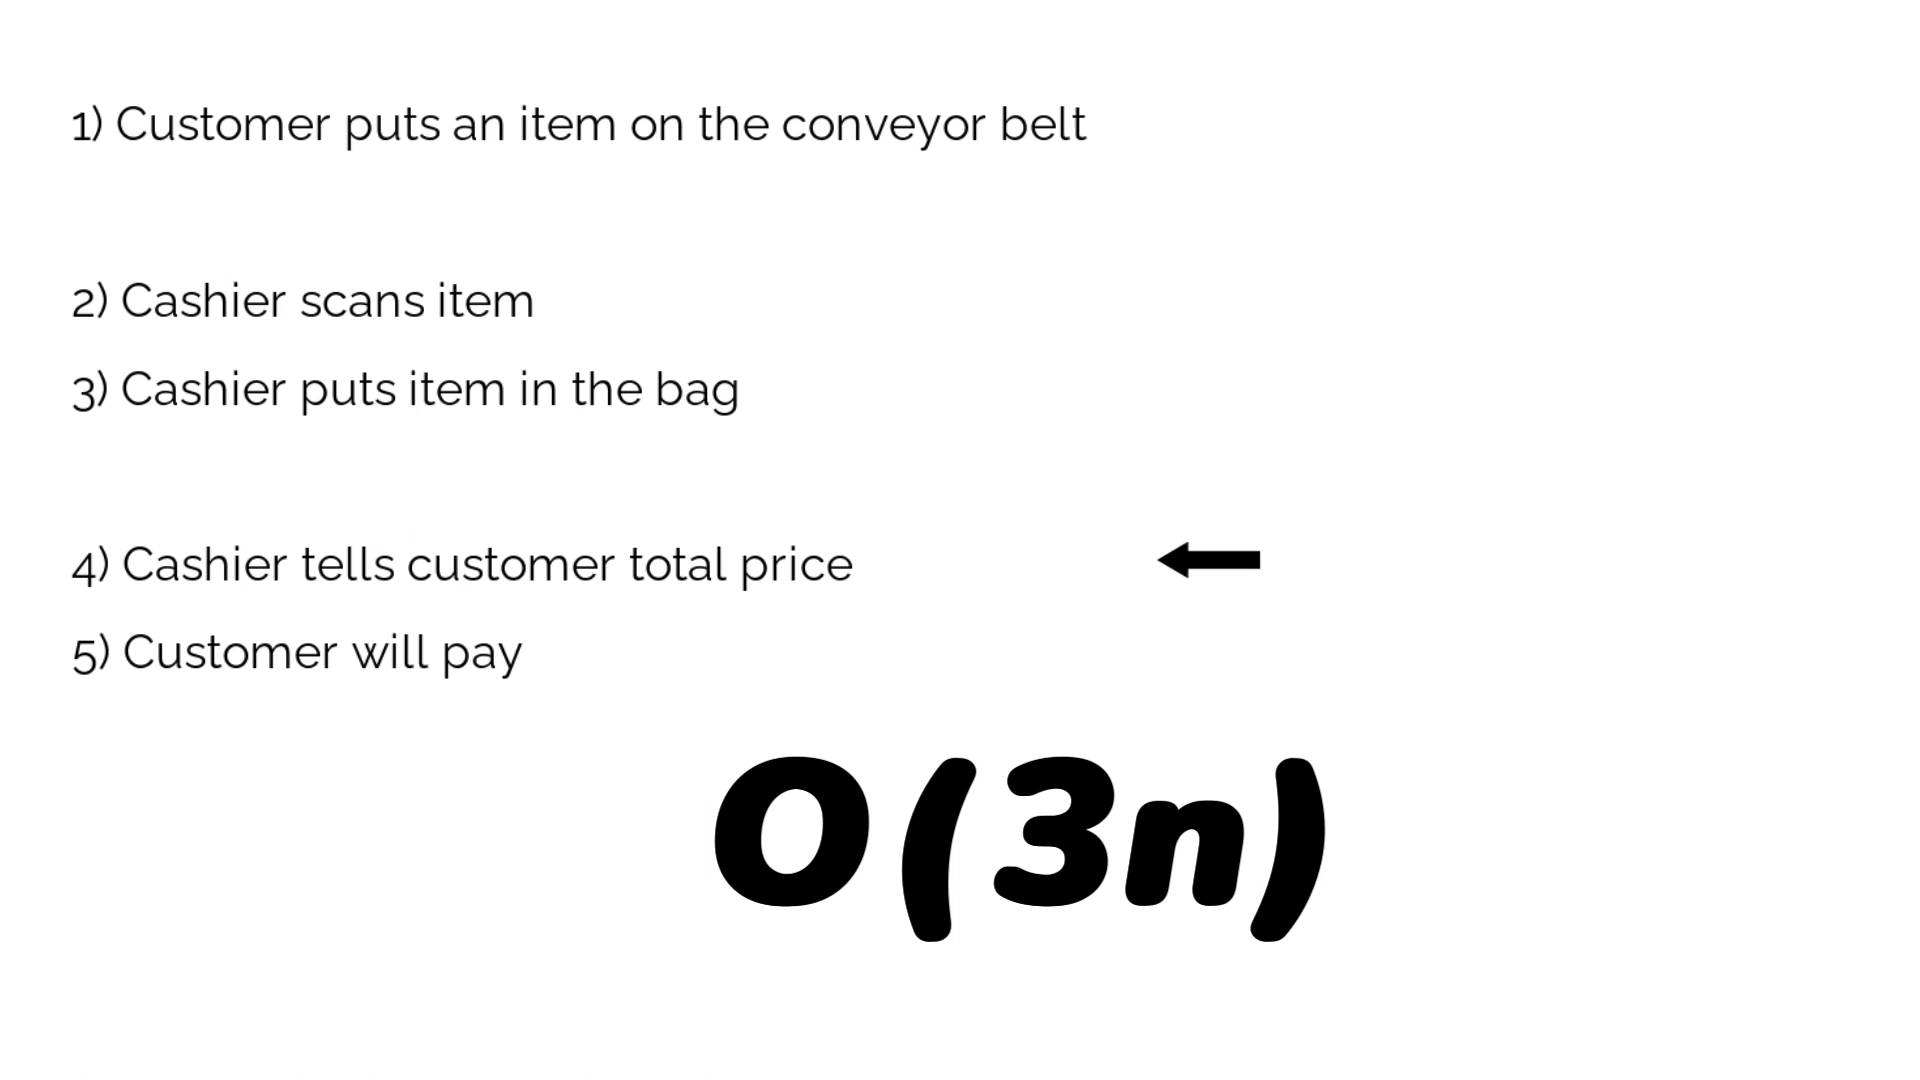 1) Customer puts an item on the conveyor belt
2) Cashier scans item
3) Cashier puts item in the bag
4) Cashier tells customer total price
5) Customer will pay
O(3n)